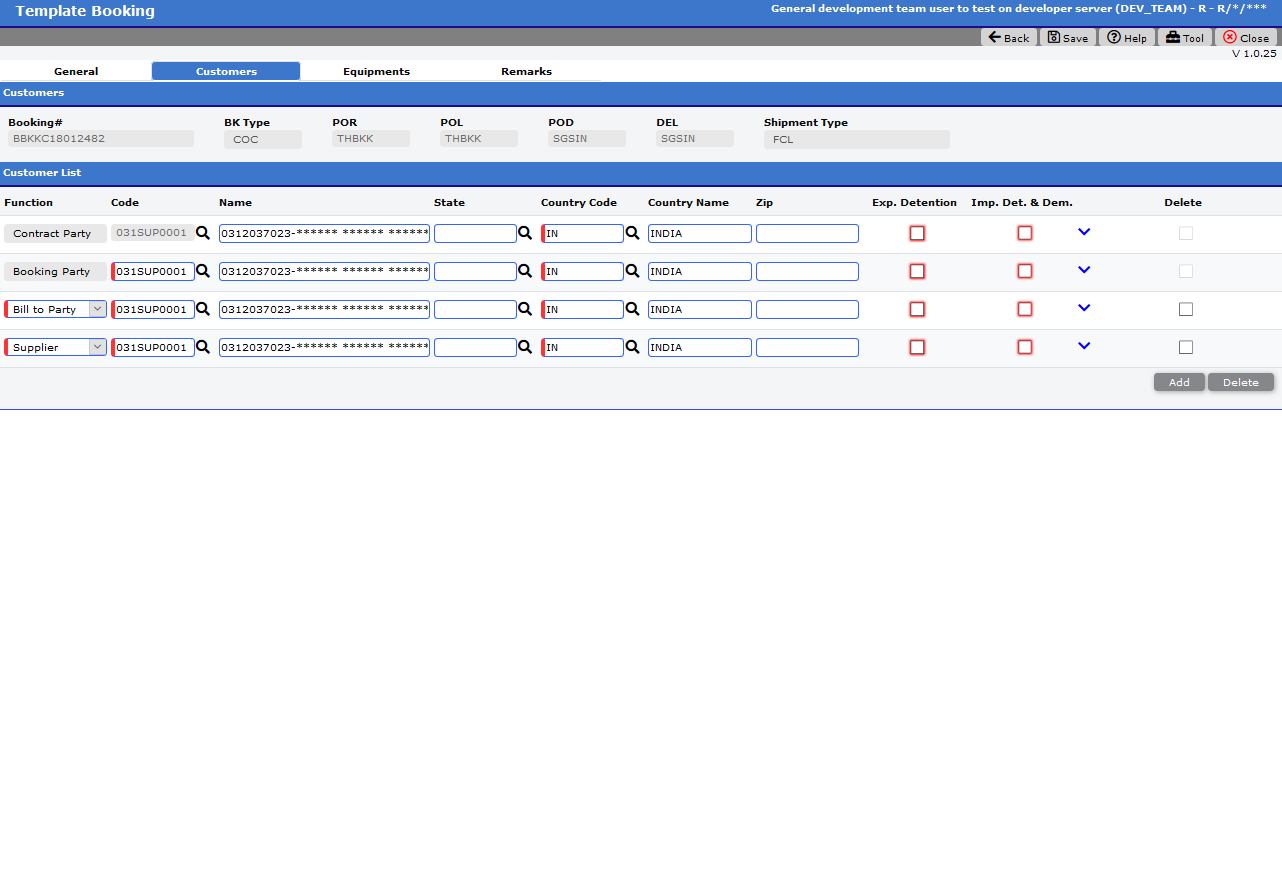 Template Booking General development team user to test on developer server (DEV_TEAM) - R - R/*/***
Back Save Help Tool Close
V 1.0.25
General Customers Equipments Remarks
Customers
Booking# BK Type POR POL POD DEL Shipment Type
BBKKC18012482 COC THBKK THBKK SGSIN SGSIN FCL
Customer List
Function Code Name State Country Code Country Name Zip Exp. Detention Imp. Det. & Dem. Delete
Contract Party 031SUP0001 0312037023-****** ****** ****** IN INDIA
Booking Party 031SUP0001 0312037023-****** ****** ****** IN INDIA
Bill to Party 031SUP0001 0312037023-****** ****** ****** IN INDIA
Supplier 031SUP0001 0312037023-****** ****** ****** IN INDIA
Add Delete